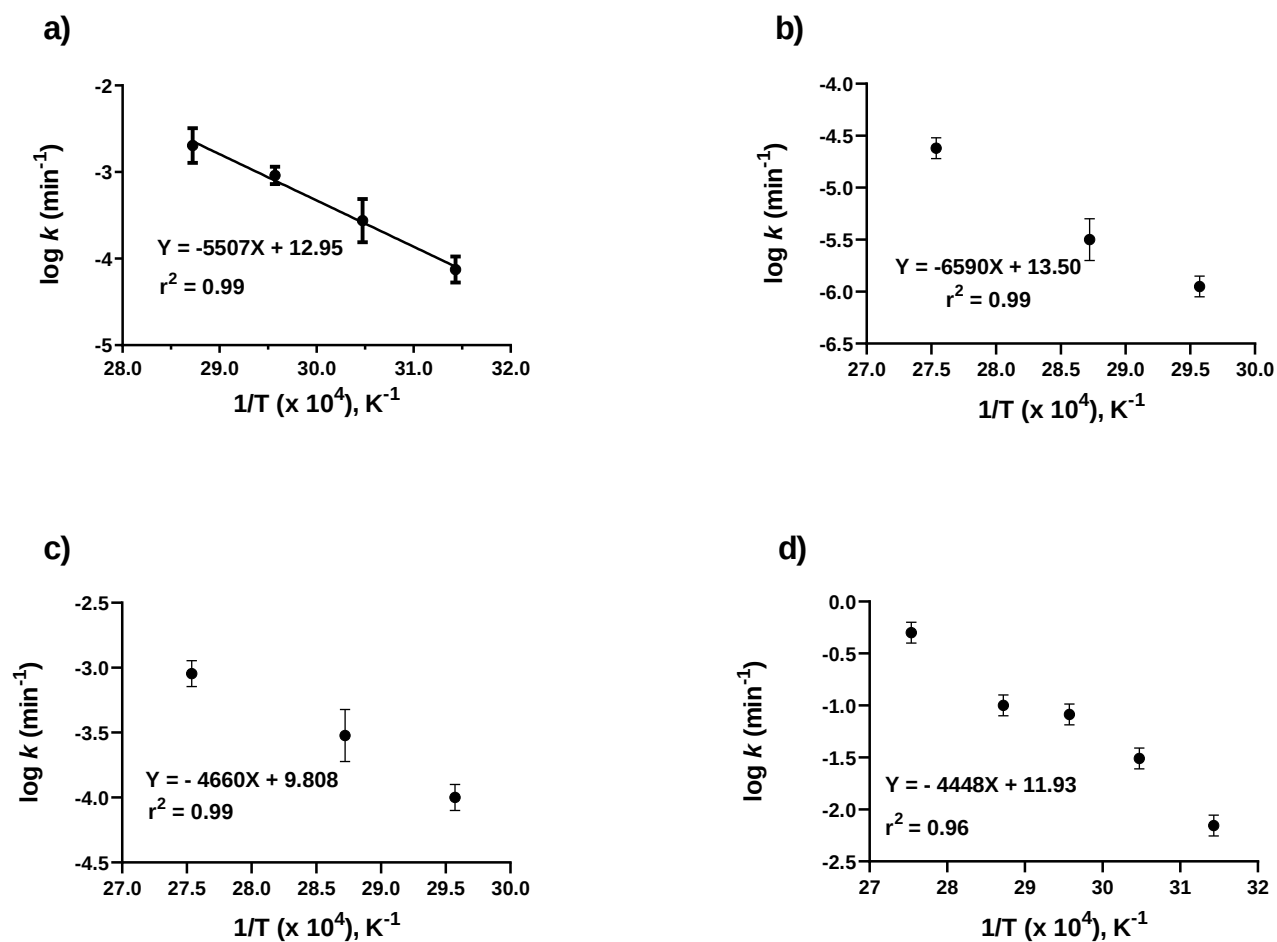 a)
-2
-3
-4
-5
log k (min⁻¹)
Y = -5507X + 12.95
r² = 0.99
28.0 29.0 30.0 31.0 32.0
1/T (x 10⁴), K⁻¹
b)
-4.0
-4.5
-5.0
-5.5
-6.0
-6.5
log k (min⁻¹)
Y = -6590X + 13.50
r² = 0.99
27.0 27.5 28.0 28.5 29.0 29.5 30.0
1/T (x 10⁴), K⁻¹
c)
-2.5
-3.0
-3.5
-4.0
-4.5
log k (min⁻¹)
Y = - 4660X + 9.808
r² = 0.99
27.0 27.5 28.0 28.5 29.0 29.5 30.0
1/T (x 10⁴), K⁻¹
d)
0.0
-0.5
-1.0
-1.5
-2.0
-2.5
log k (min⁻¹)
Y = - 4448X + 11.93
r² = 0.96
27 28 29 30 31 32
1/T (x 10⁴), K⁻¹